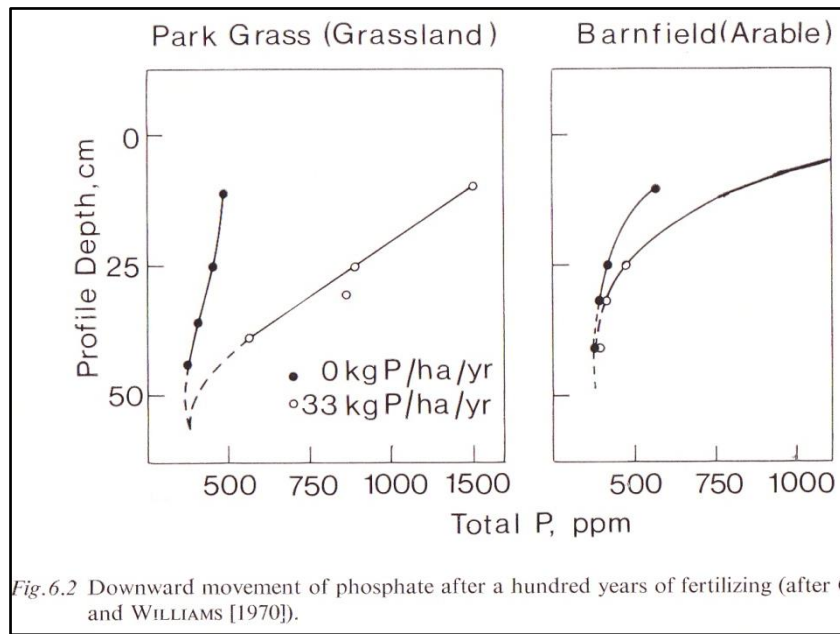 Park Grass (Grassland)
Barnfield(Arable)
Profile Depth, cm
0
25
50
● 0 kg P/ha/yr
○ 33 kg P/ha/yr
500 750 1000 1500
500 750 1000
Total P, ppm
Fig.6.2 Downward movement of phosphate after a hundred years of fertilizing (after
and WILLIAMS [1970]).